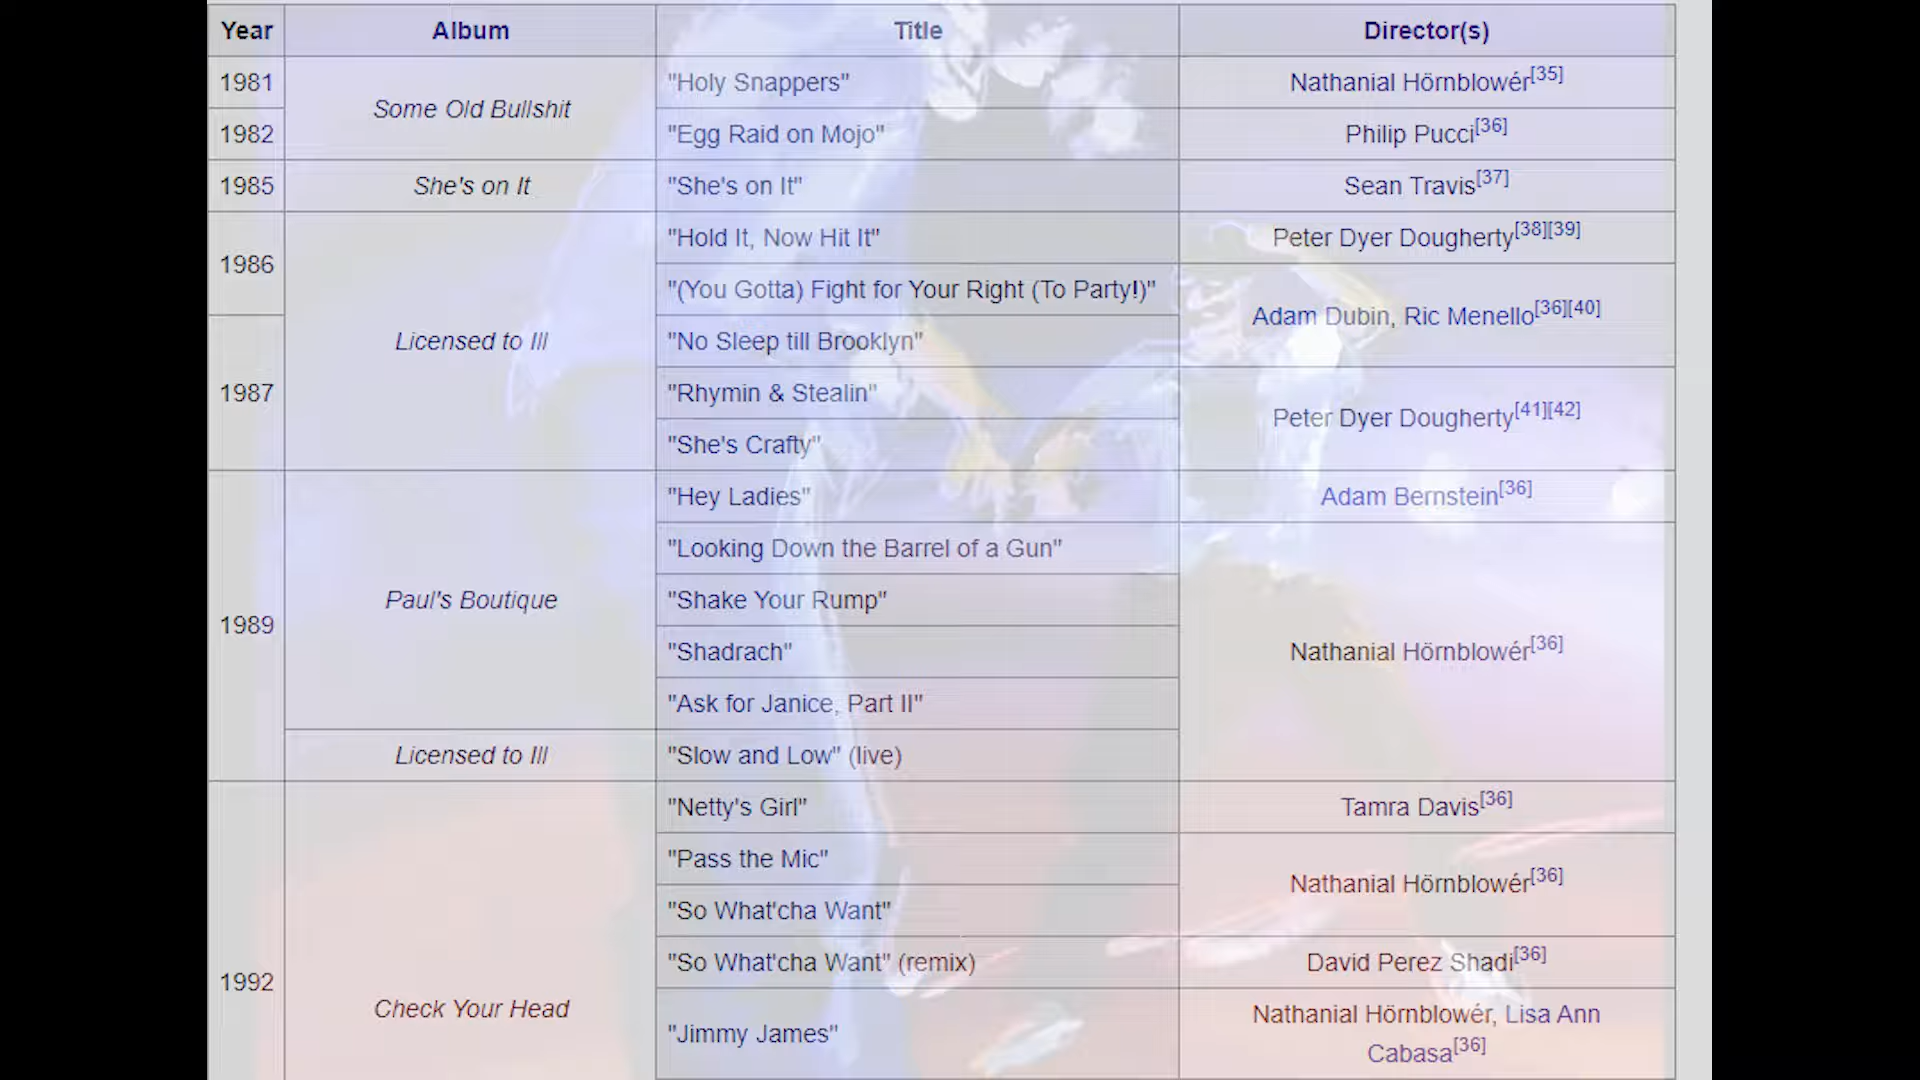 Year Album Title Director(s)
1981 Some Old Bullshit "Holy Snappers" Nathanial Hörnblowér[35]
1982 "Egg Raid on Mojo" Philip Pucci[36]
1985 She's on It "She's on It" Sean Travis[37]
1986 Licensed to Ill "Hold It, Now Hit It" Peter Dyer Dougherty[38][39]
"(You Gotta) Fight for Your Right (To Party!)" Adam Dubin, Ric Menello[36][40]
1987 "No Sleep till Brooklyn"
"Rhymin & Stealin" Peter Dyer Dougherty[41][42]
"She's Crafty"
1989 Paul's Boutique "Hey Ladies" Adam Bernstein[36]
"Looking Down the Barrel of a Gun" Nathanial Hörnblowér[36]
"Shake Your Rump"
"Shadrach"
"Ask for Janice, Part II"
Licensed to Ill "Slow and Low" (live)
1992 Check Your Head "Netty's Girl" Tamra Davis[36]
"Pass the Mic" Nathanial Hörnblowér[36]
"So What'cha Want"
"So What'cha Want" (remix) David Perez Shadi[36]
"Jimmy James" Nathanial Hörnblowér, Lisa Ann
Cabasa[36]